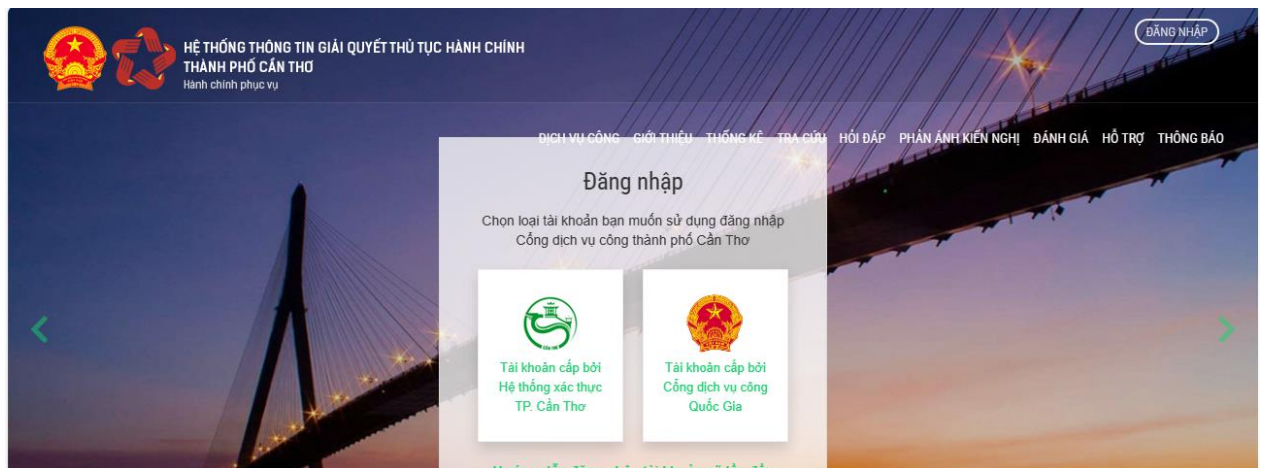 HỆ THỐNG THÔNG TIN GIẢI QUYẾT THỦ TỤC HÀNH CHÍNH
THÀNH PHỐ CẦN THƠ
Hành chính phục vụ
ĐĂNG NHẬP
DỊCH VỤ CÔNG GIỚI THIỆU THỐNG KÊ TRA CỨU HỎI ĐÁP PHẢN ÁNH KIẾN NGHỊ ĐÁNH GIÁ HỖ TRỢ THÔNG BÁO
Đăng nhập
Chọn loại tài khoản bạn muốn sử dụng đăng nhập
Cổng dịch vụ công thành phố Cần Thơ
CẦN THƠ
Tài khoản cấp bởi
Hệ thống xác thực
TP. Cần Thơ
Tài khoản cấp bởi
Cổng dịch vụ công
Quốc Gia